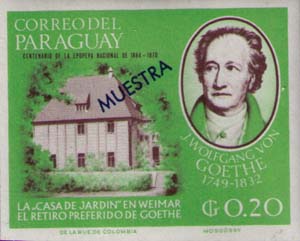 CORREO DEL
PARAGUAY
CENTENARIO DE LA EPOPEYA NACIONAL DE 1864-1870
MUESTRA
J. WOLFGANG VON
GOETHE
1749-1832
LA „CASA DE JARDIN" EN WEIMAR
EL RETIRO PREFERIDO DE GOETHE
₲ 0.20
DE LA RUE DE COLOMBIA